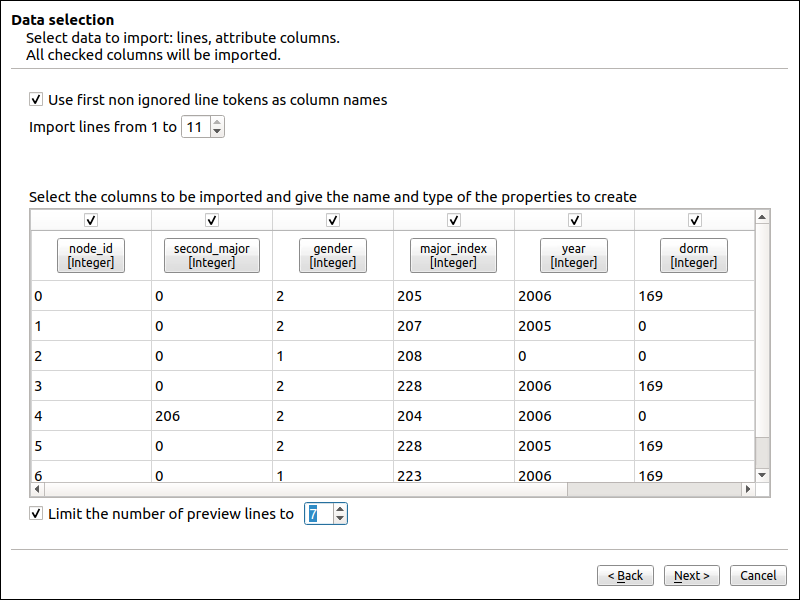 Data selection
Select data to import: lines, attribute columns.
All checked columns will be imported.
Use first non ignored line tokens as column names
Import lines from 1 to 11
Select the columns to be imported and give the name and type of the properties to create
node_id second_major gender major_index year dorm
[Integer] [Integer] [Integer] [Integer] [Integer] [Integer]
0 0 2 205 2006 169
1 0 2 207 2005 0
2 0 1 208 0 0
3 0 2 228 2006 169
4 206 2 204 2006 0
5 0 2 228 2005 169
6 0 1 223 2006 169
Limit the number of preview lines to 7
< Back Next > Cancel